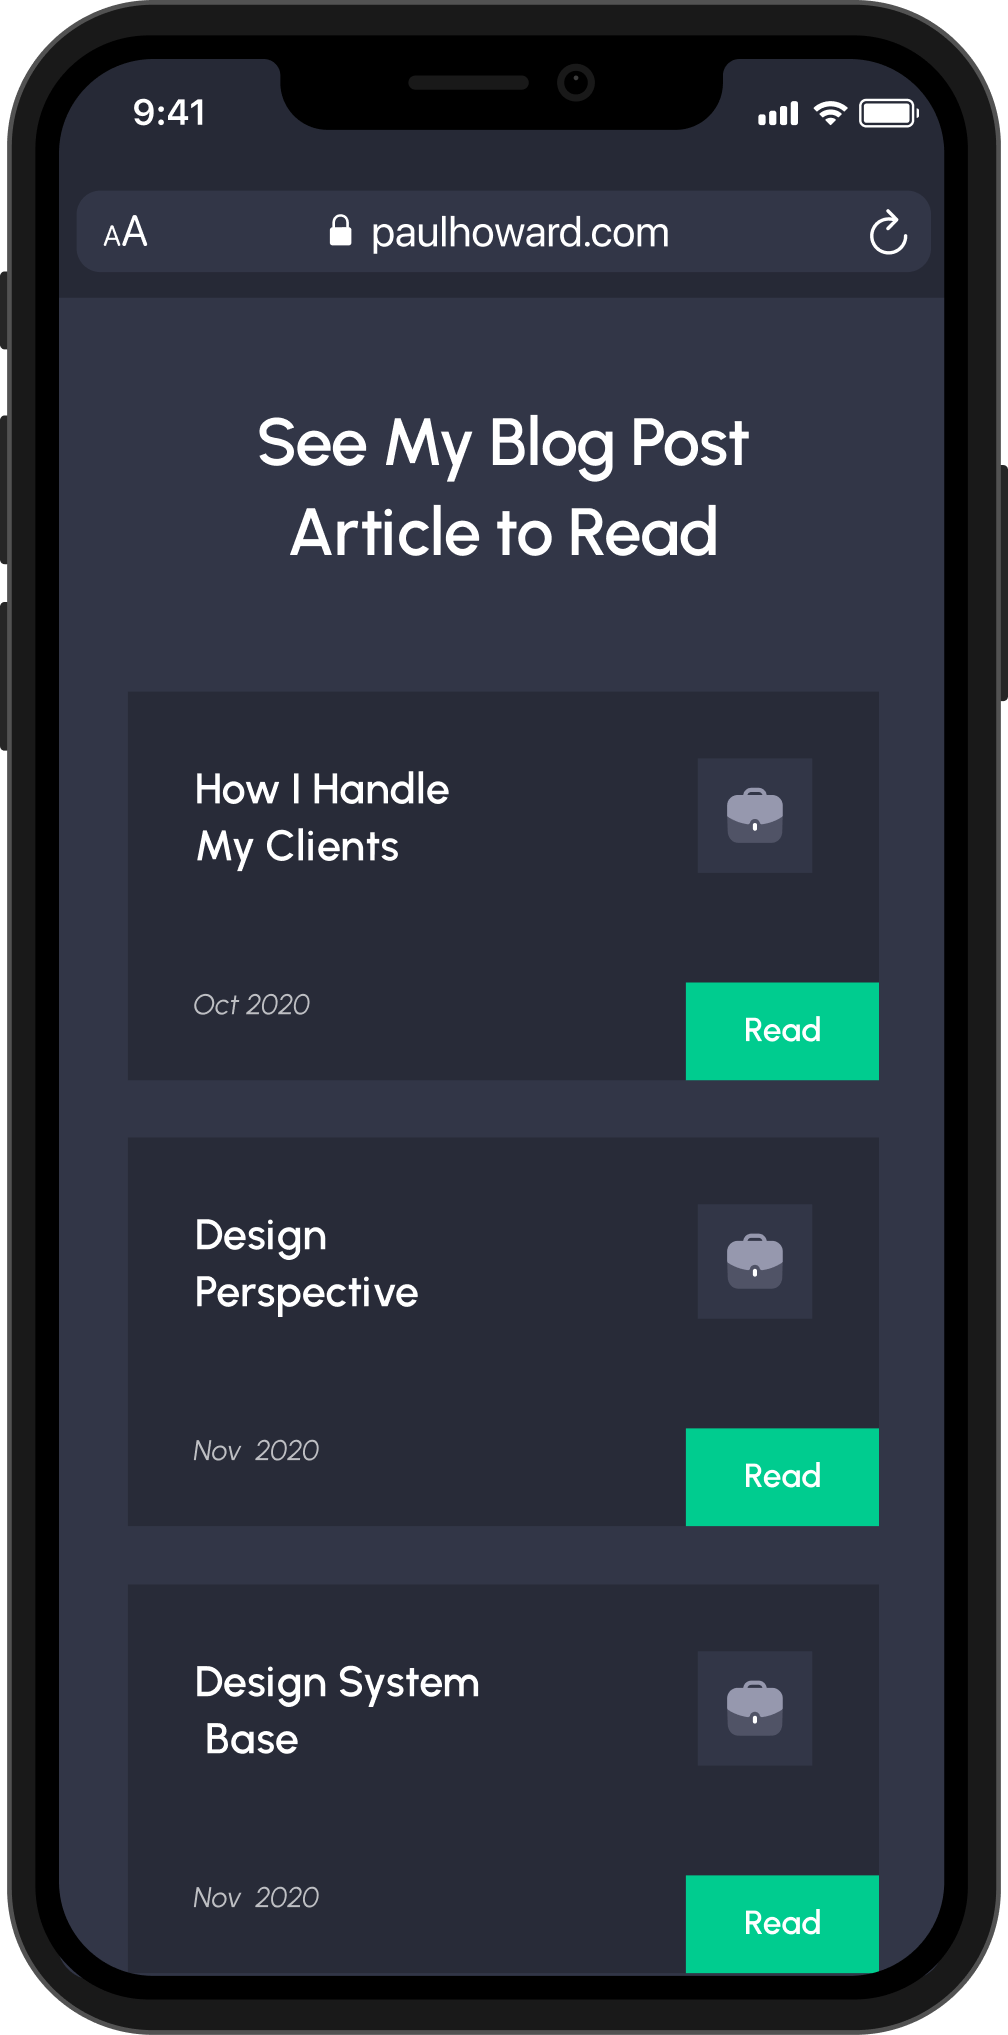 9:41
AA paulhoward.com
See My Blog Post
Article to Read
How I Handle
My Clients
Oct 2020
Read
Design
Perspective
Nov 2020
Read
Design System
Base
Nov 2020
Read